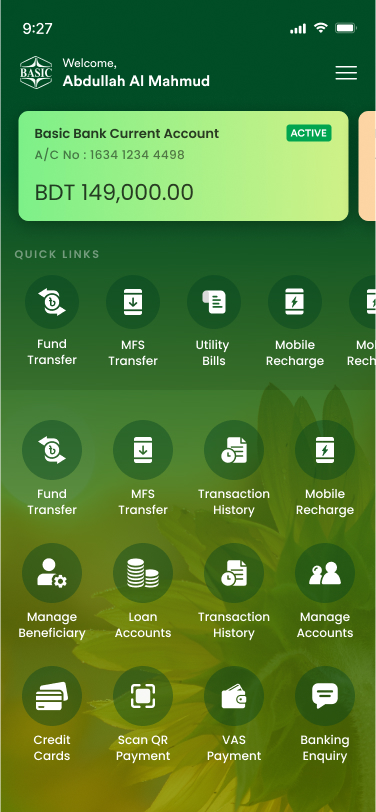 9:27
BASIC
Welcome,
Abdullah Al Mahmud
Basic Bank Current Account
ACTIVE
A/C No : 1634 1234 4498
BDT 149,000.00
QUICK LINKS
Fund
Transfer
MFS
Transfer
Utility
Bills
Mobile
Recharge
Mo
Rech
Fund
Transfer
MFS
Transfer
Transaction
History
Mobile
Recharge
Manage
Beneficiary
Loan
Accounts
Transaction
History
Manage
Accounts
Credit
Cards
Scan QR
Payment
VAS
Payment
Banking
Enquiry